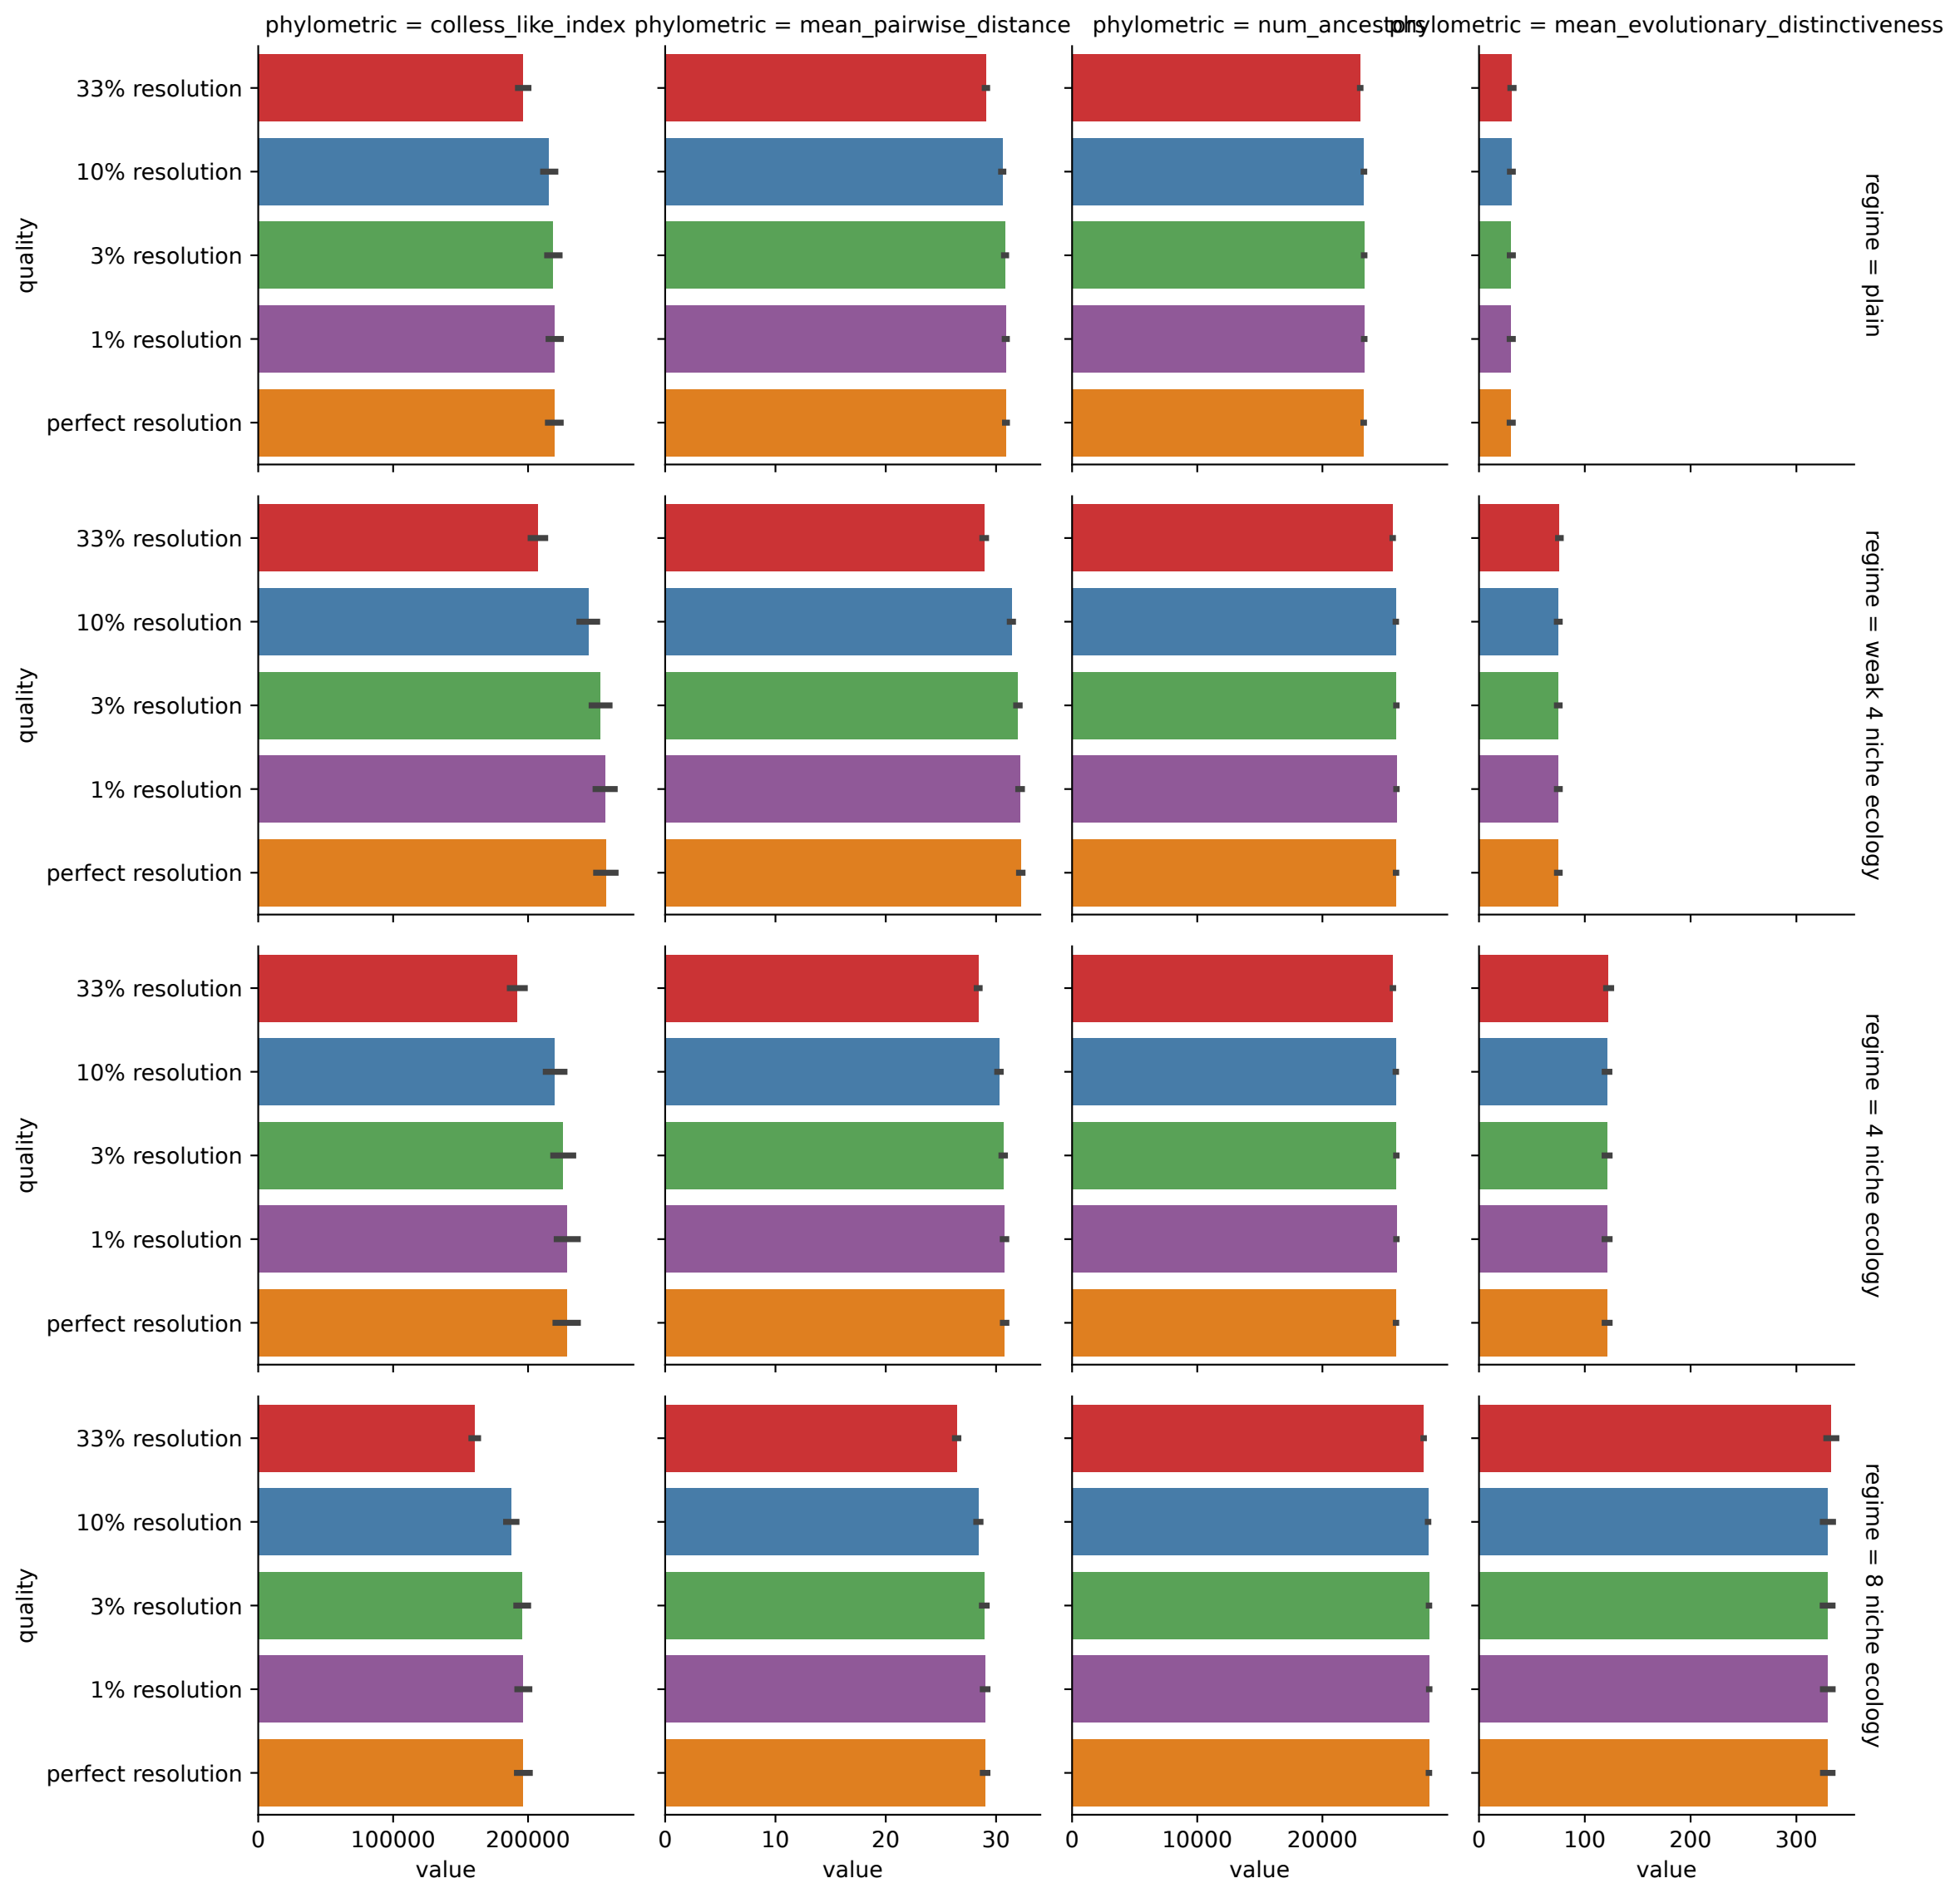 phylometric = colless_like_index
phylometric = mean_pairwise_distance
phylometric = num_ancestors
phylometric = mean_evolutionary_distinctiveness
quality
33% resolution
10% resolution
3% resolution
1% resolution
perfect resolution
regime = plain
quality
33% resolution
10% resolution
3% resolution
1% resolution
perfect resolution
regime = weak 4 niche ecology
quality
33% resolution
10% resolution
3% resolution
1% resolution
perfect resolution
regime = 4 niche ecology
quality
33% resolution
10% resolution
3% resolution
1% resolution
perfect resolution
regime = 8 niche ecology
0 100000 200000
0 10 20 30
0 10000 20000
0 100 200 300
value
value
value
value